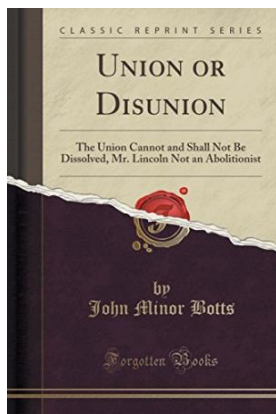 CLASSIC REPRINT SERIES
UNION OR
DISUNION
The Union Cannot and Shall Not Be
Dissolved, Mr. Lincoln Not an Abolitionist
by
John Minor Botts
Forgotten Books